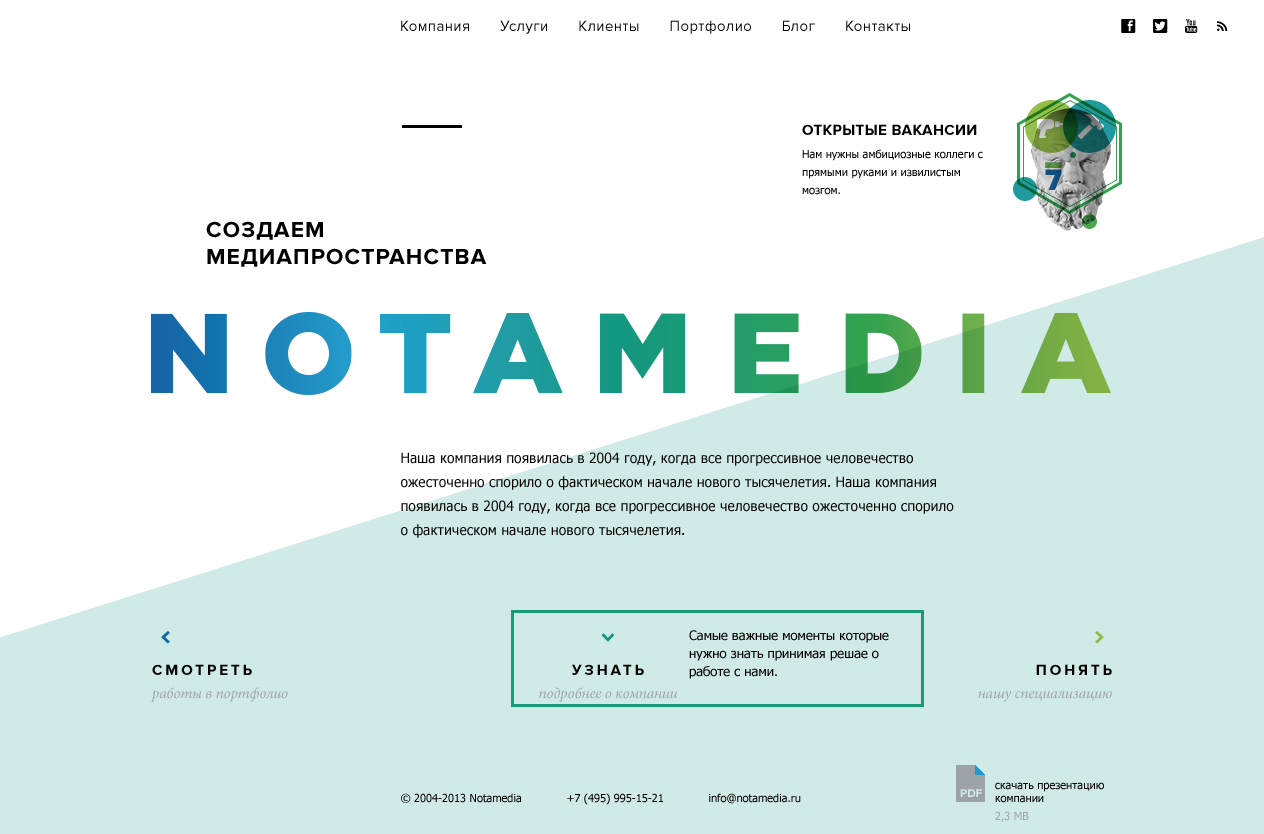 Компания Услуги Клиенты Портфолио Блог Контакты
You
Tube
ОТКРЫТЫЕ ВАКАНСИИ
Нам нужны амбициозные коллеги с
прямыми руками и извилистым
мозгом.
7
СОЗДАЕМ
МЕДИАПРОСТРАНСТВА
NOTAMEDIA
Наша компания появилась в 2004 году, когда все прогрессивное человечество
ожесточенно спорило о фактическом начале нового тысячелетия. Наша компания
появилась в 2004 году, когда все прогрессивное человечество ожесточенно спорило
о фактическом начале нового тысячелетия.
СМОТРЕТЬ
работы в портфолио
УЗНАТЬ
подробнее о компании
Самые важные моменты которые
нужно знать принимая решае о
работе с нами.
ПОНЯТЬ
нашу специализацию
© 2004-2013 Notamedia +7 (495) 995-15-21 info@notamedia.ru
PDF
скачать презентацию
компании
2,3 MB